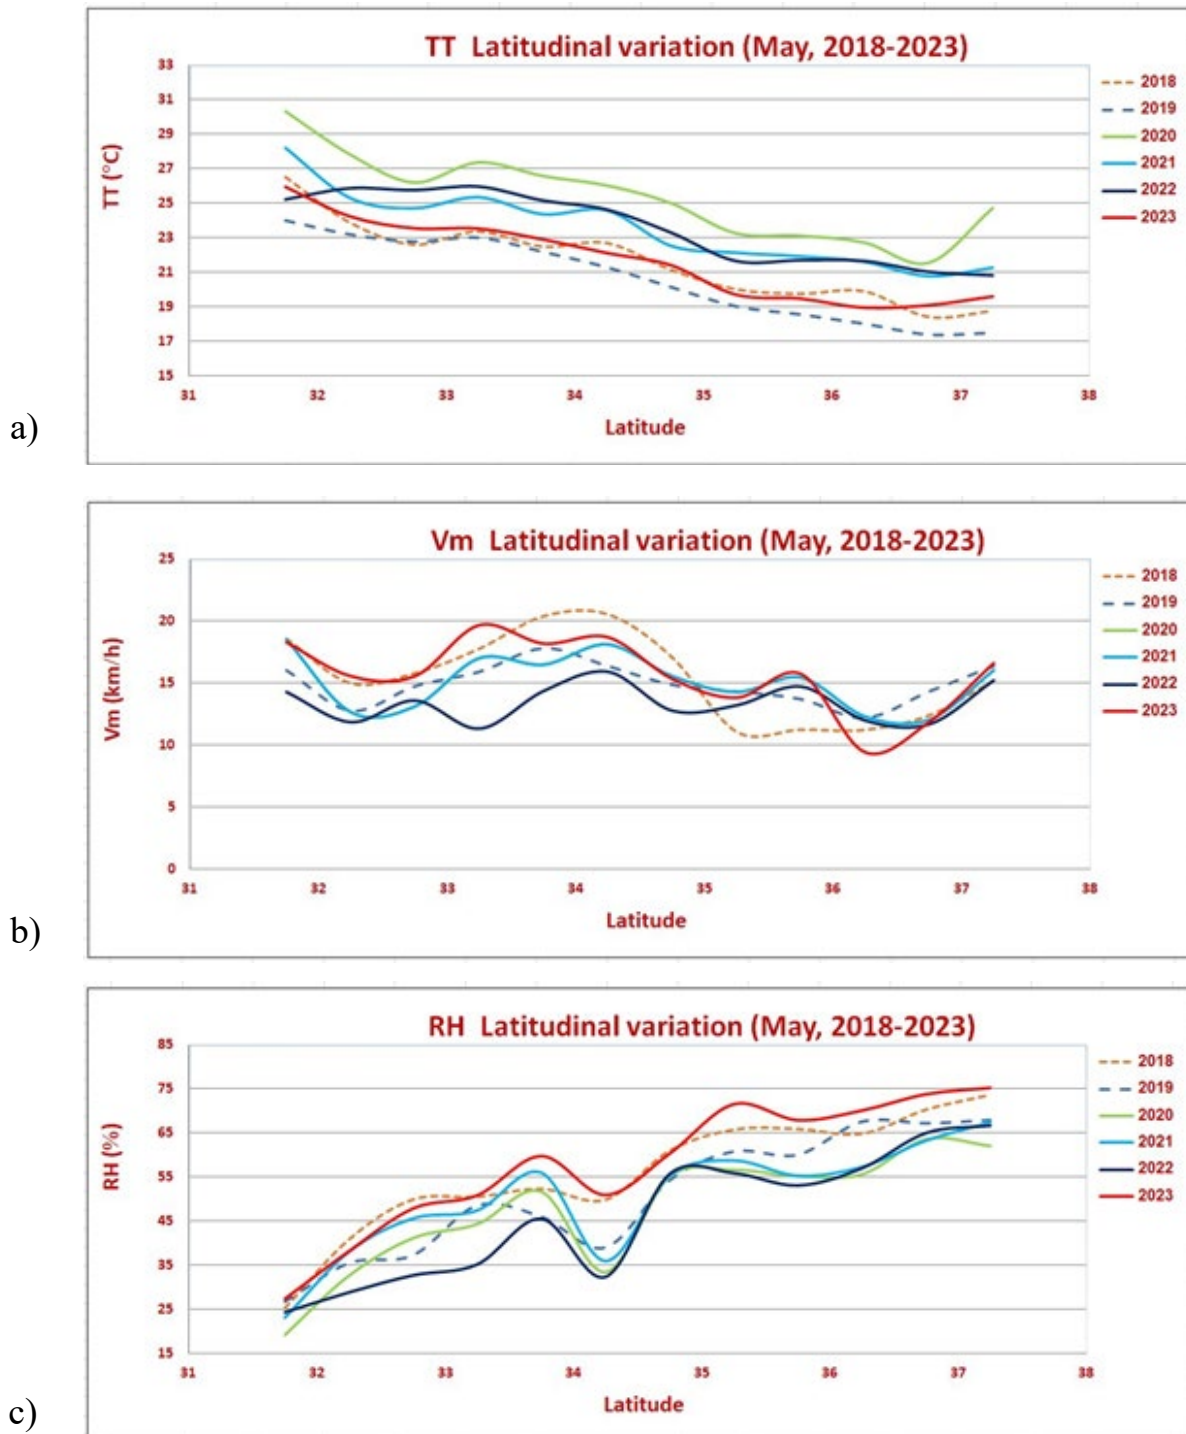 TT Latitudinal variation (May, 2018-2023)
33
31
29
27
25
23
21
19
17
15
TT (°C)
31 32 33 34 35 36 37 38
Latitude
2018
2019
2020
2021
2022
2023
a)
Vm Latitudinal variation (May, 2018-2023)
25
20
15
10
5
0
Vm (km/h)
31 32 33 34 35 36 37 38
Latitude
2018
2019
2020
2021
2022
2023
b)
RH Latitudinal variation (May, 2018-2023)
85
75
65
55
45
35
25
15
RH (%)
31 32 33 34 35 36 37 38
Latitude
2018
2019
2020
2021
2022
2023
c)